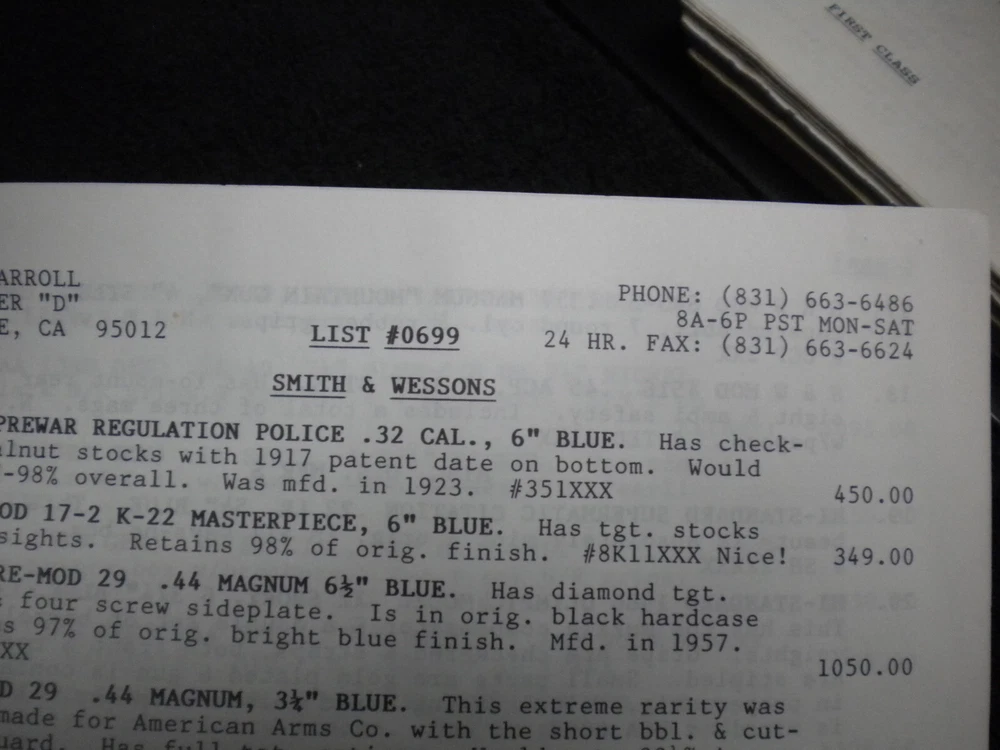 FIRST CLASS
ARROLL
ER "D"
E, CA 95012
PHONE: (831) 663-6486
8A-6P PST MON-SAT
24 HR. FAX: (831) 663-6624
LIST #0699
SMITH & WESSONS
PREWAR REGULATION POLICE .32 CAL., 6" BLUE. Has check-
lnut stocks with 1917 patent date on bottom. Would
-98% overall. Was mfd. in 1923. #351XXX 450.00
OD 17-2 K-22 MASTERPIECE, 6" BLUE. Has tgt. stocks
sights. Retains 98% of orig. finish. #8K11XXX Nice! 349.00
RE-MOD 29 .44 MAGNUM 6½" BLUE. Has diamond tgt.
four screw sideplate. Is in orig. black hardcase
s 97% of orig. bright blue finish. Mfd. in 1957.
XX 1050.00
D 29 .44 MAGNUM, 3½" BLUE. This extreme rarity was
made for American Arms Co. with the short bbl. & cut-
uard. Has full tgt.